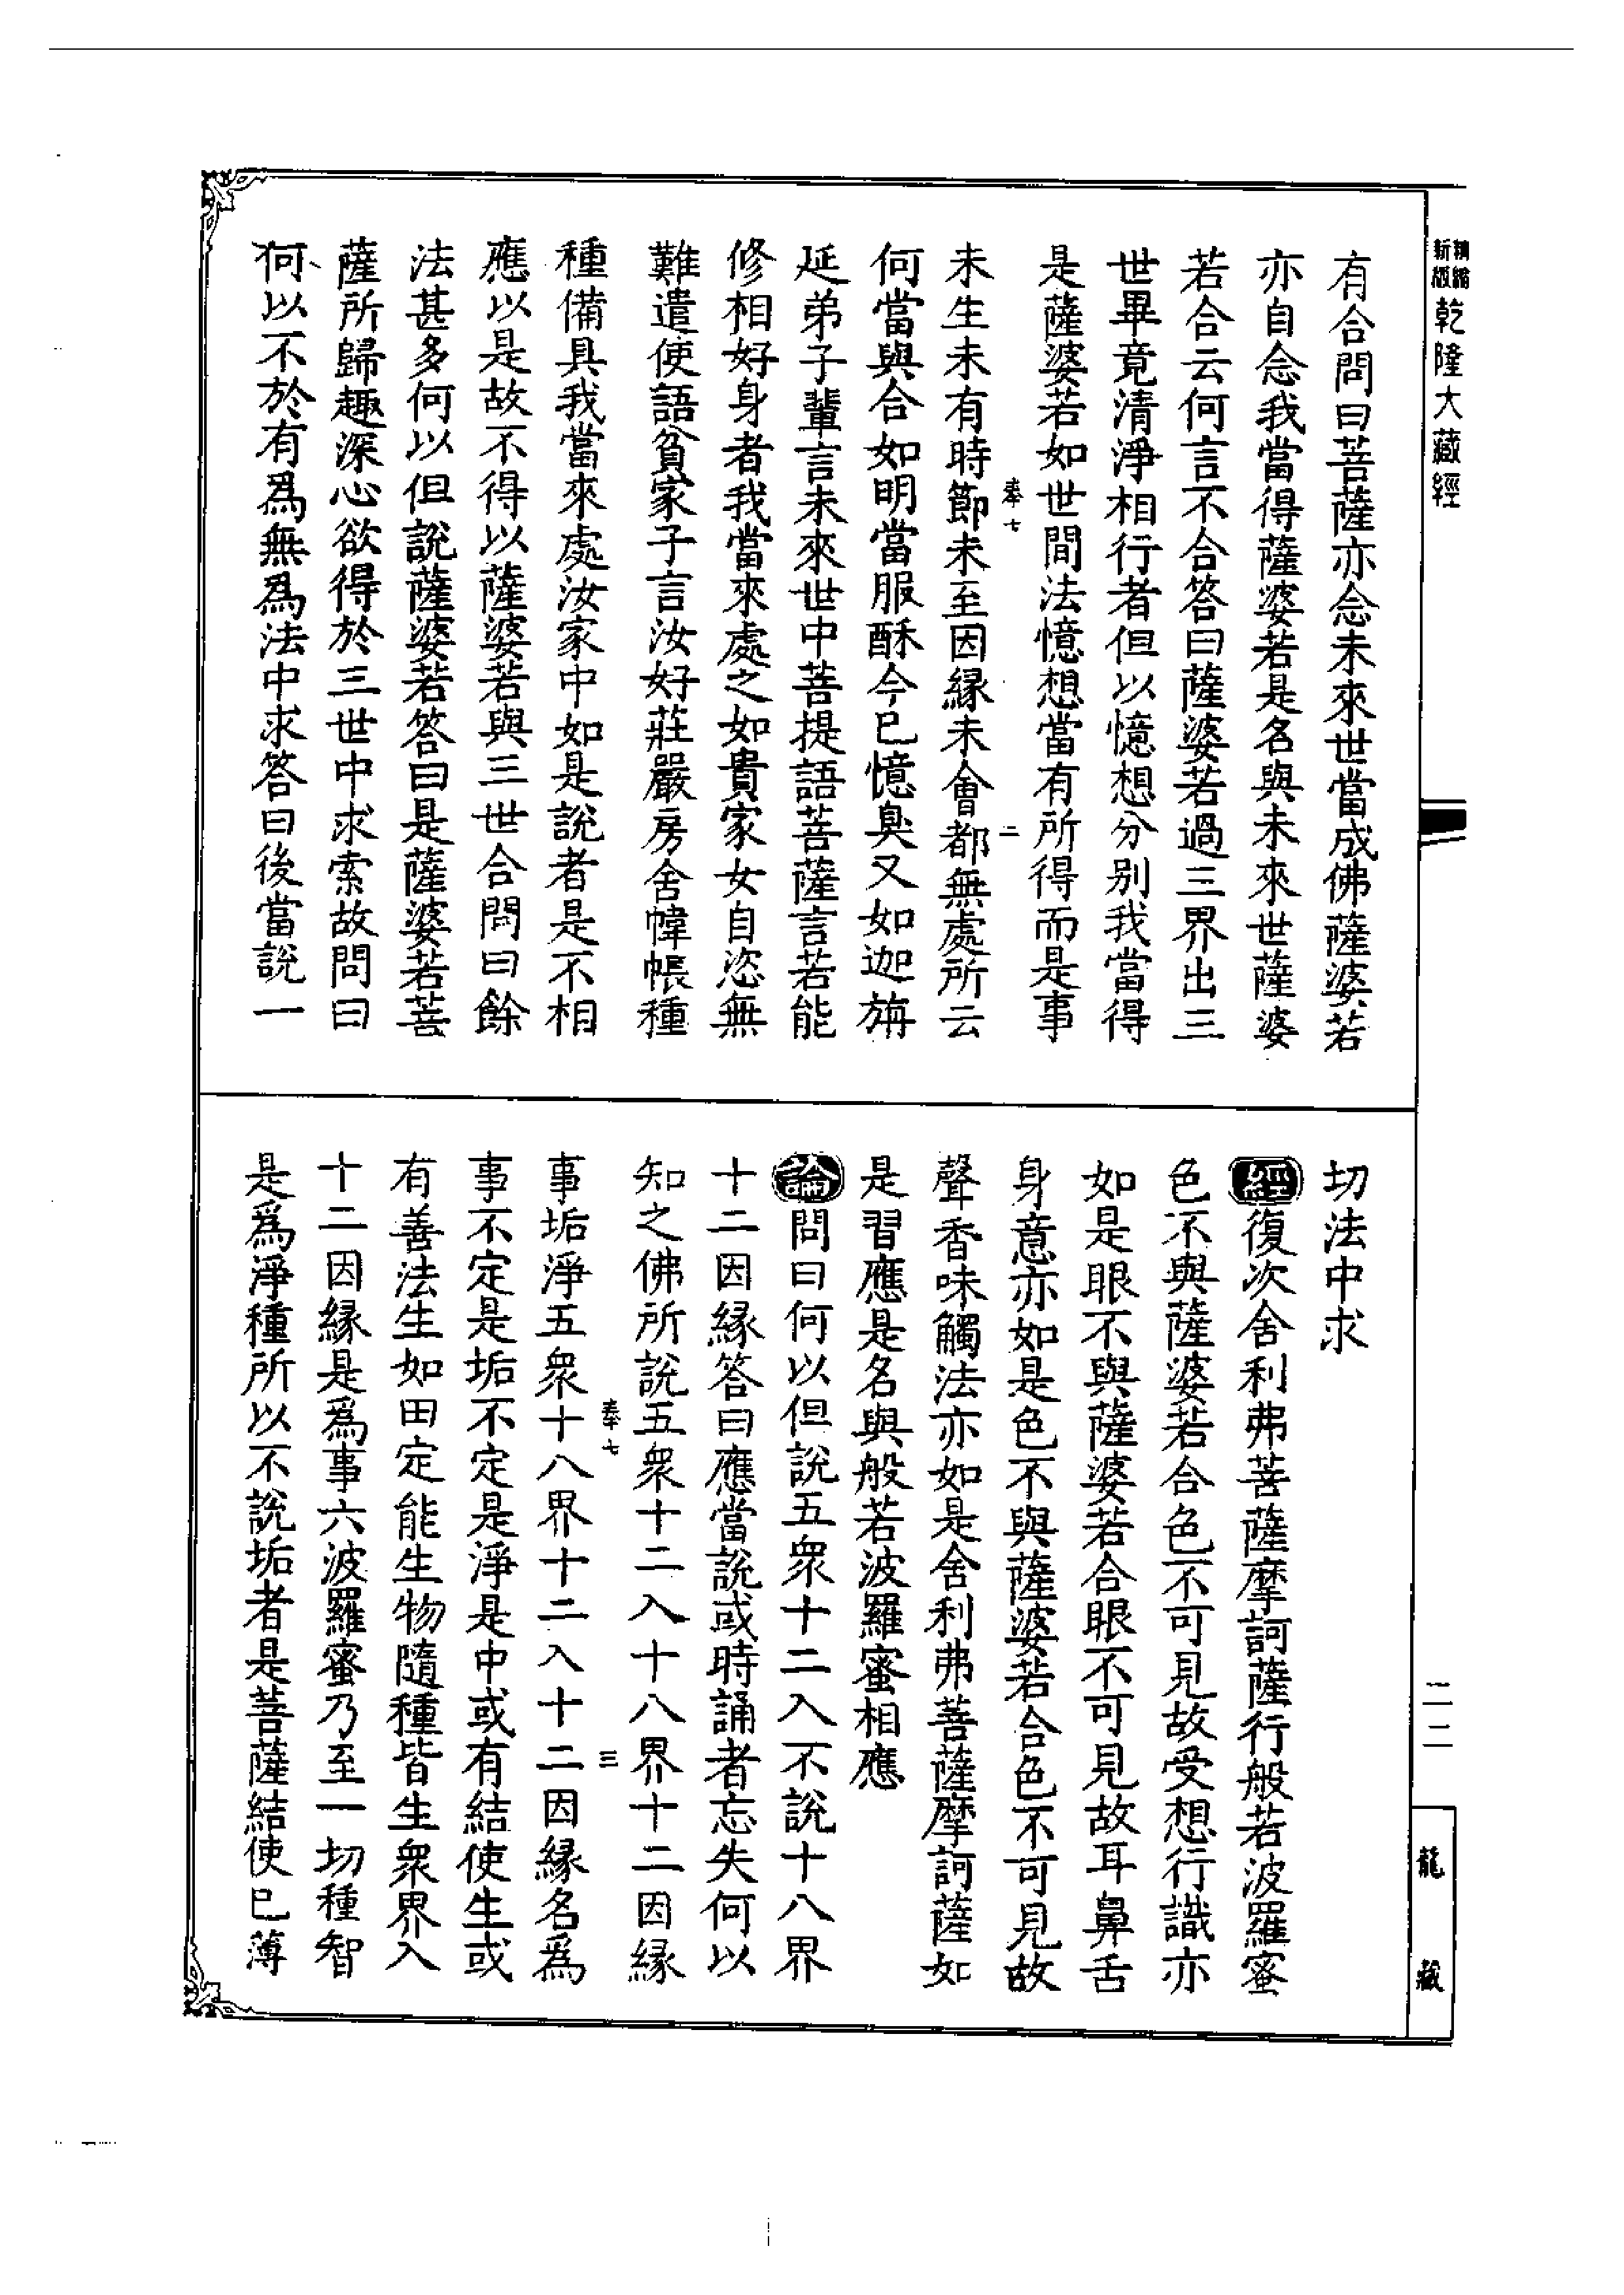 精縮新版乾隆大藏經
有合問曰菩薩亦念未來世當成佛薩婆若
亦自念我當得薩婆若是名與未來世薩婆
若合云何言不合答曰薩婆若過三界出三
世畢竟清淨相行者但以憶想分別我當得
是薩婆若如世間法憶想當有所得而是事
奉七
二
未生未有時節未至因緣未會都無處所云
何當與合如明當服酥今已憶臭又如迦旃
延弟子輩言未來世中菩提語菩薩言若能
修相好身者我當來處之如貴家女自恣無
難遣使語貧家子言汝好莊嚴房舍幃帳種
種備具我當來處汝家中如是說者是不相
應以是故不得以薩婆若與三世合問曰餘
法甚多何以但說薩婆若答曰是薩婆若菩
薩所歸趣深心欲得於三世中求索故問曰
何以不於有為無為法中求答曰後當說一
切法中求
經復次舍利弗菩薩摩訶薩行般若波羅蜜
色不與薩婆若合色不可見故受想行識亦
如是眼不與薩婆若合眼不可見故耳鼻舌
身意亦如是色不與薩婆若合色不可見故
聲香味觸法亦如是舍利弗菩薩摩訶薩如
是習應是名與般若波羅蜜相應
論問曰何以但說五眾十二入不說十八界
十二因緣答曰應當說或時誦者忘失何以
知之佛所說五眾十二入十八界十二因緣
奉七
三
事垢淨五眾十八界十二入十二因緣名為
事不定是垢不定是淨是中或有結使生或
有善法生如田定能生物隨種皆生眾界入
十二因緣是為事六波羅蜜乃至一切種智
是為淨種所以不說垢者是菩薩結使已薄
二二
龍藏